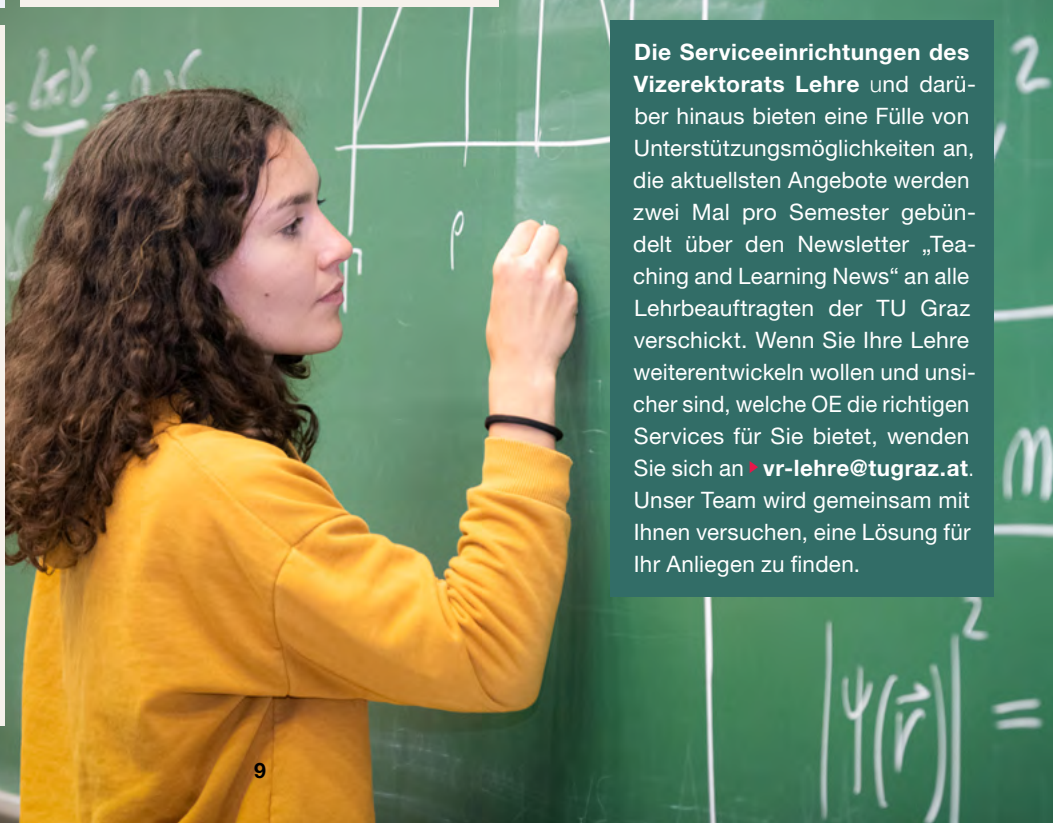 Die Serviceeinrichtungen des
Vizerektorats Lehre und darü-
ber hinaus bieten eine Fülle von
Unterstützungsmöglichkeiten an,
die aktuellsten Angebote werden
zwei Mal pro Semester gebün-
delt über den Newsletter „Tea-
ching and Learning News“ an alle
Lehrbeauftragten der TU Graz
verschickt. Wenn Sie Ihre Lehre
weiterentwickeln wollen und unsi-
cher sind, welche OE die richtigen
Services für Sie bietet, wenden
Sie sich an ▸ vr-lehre@tugraz.at.
Unser Team wird gemeinsam mit
Ihnen versuchen, eine Lösung für
Ihr Anliegen zu finden.
2
m
|ψ(r⃗)|² =
9